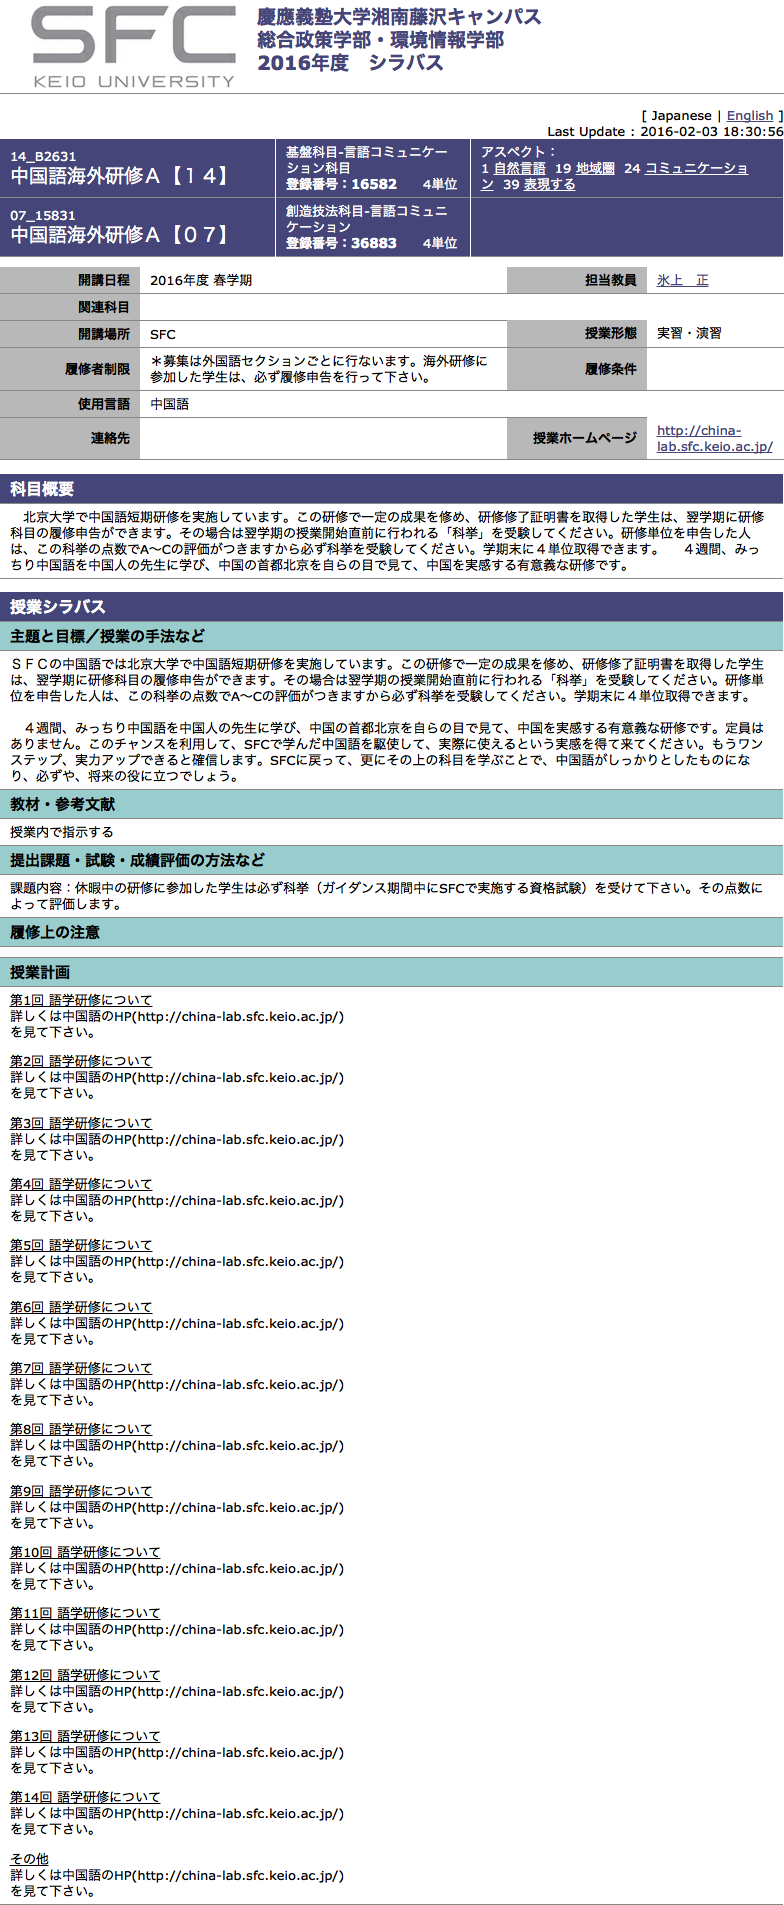 SFC
KEIO UNIVERSITY
慶應義塾大学湘南藤沢キャンパス
総合政策学部・環境情報学部
2016年度　シラバス
[ Japanese | English ]
Last Update : 2016-02-03 18:30:56
14_B2631
中国語海外研修Ａ【１４】
基盤科目-言語コミュニケー
ション科目
登録番号：16582　　4単位
アスペクト：
1 自然言語 19 地域圏 24 コミュニケーショ
ン 39 表現する
07_15831
中国語海外研修Ａ【０７】
創造技法科目-言語コミュニ
ケーション
登録番号：36883　　4単位
開講日程
2016年度 春学期
担当教員
氷上　正
関連科目
開講場所
SFC
授業形態
実習・演習
履修者制限
＊募集は外国語セクションごとに行ないます。海外研修に
参加した学生は、必ず履修申告を行って下さい。
履修条件
使用言語
中国語
連絡先
授業ホームページ
http://china-
lab.sfc.keio.ac.jp/
科目概要
　北京大学で中国語短期研修を実施しています。この研修で一定の成果を修め、研修修了証明書を取得した学生は、翌学期に研修
科目の履修申告ができます。その場合は翌学期の授業開始直前に行われる「科挙」を受験してください。研修単位を申告した人
は、この科挙の点数でA〜Cの評価がつきますから必ず科挙を受験してください。学期末に４単位取得できます。　　４週間、みっ
ちり中国語を中国人の先生に学び、中国の首都北京を自らの目で見て、中国を実感する有意義な研修です。
授業シラバス
主題と目標／授業の手法など
ＳＦＣの中国語では北京大学で中国語短期研修を実施しています。この研修で一定の成果を修め、研修修了証明書を取得した学生
は、翌学期に研修科目の履修申告ができます。その場合は翌学期の授業開始直前に行われる「科挙」を受験してください。研修単
位を申告した人は、この科挙の点数でA〜Cの評価がつきますから必ず科挙を受験してください。学期末に４単位取得できます。
　４週間、みっちり中国語を中国人の先生に学び、中国の首都北京を自らの目で見て、中国を実感する有意義な研修です。定員は
ありません。このチャンスを利用して、SFCで学んだ中国語を駆使して、実際に使えるという実感を得て来てください。もうワン
ステップ、実力アップできると確信します。SFCに戻って、更にその上の科目を学ぶことで、中国語がしっかりとしたものにな
り、必ずや、将来の役に立つでしょう。
教材・参考文献
授業内で指示する
提出課題・試験・成績評価の方法など
課題内容：休暇中の研修に参加した学生は必ず科挙（ガイダンス期間中にSFCで実施する資格試験）を受けて下さい。その点数に
よって評価します。
履修上の注意
授業計画
第1回 語学研修について
詳しくは中国語のHP(http://china-lab.sfc.keio.ac.jp/)
を見て下さい。
第2回 語学研修について
詳しくは中国語のHP(http://china-lab.sfc.keio.ac.jp/)
を見て下さい。
第3回 語学研修について
詳しくは中国語のHP(http://china-lab.sfc.keio.ac.jp/)
を見て下さい。
第4回 語学研修について
詳しくは中国語のHP(http://china-lab.sfc.keio.ac.jp/)
を見て下さい。
第5回 語学研修について
詳しくは中国語のHP(http://china-lab.sfc.keio.ac.jp/)
を見て下さい。
第6回 語学研修について
詳しくは中国語のHP(http://china-lab.sfc.keio.ac.jp/)
を見て下さい。
第7回 語学研修について
詳しくは中国語のHP(http://china-lab.sfc.keio.ac.jp/)
を見て下さい。
第8回 語学研修について
詳しくは中国語のHP(http://china-lab.sfc.keio.ac.jp/)
を見て下さい。
第9回 語学研修について
詳しくは中国語のHP(http://china-lab.sfc.keio.ac.jp/)
を見て下さい。
第10回 語学研修について
詳しくは中国語のHP(http://china-lab.sfc.keio.ac.jp/)
を見て下さい。
第11回 語学研修について
詳しくは中国語のHP(http://china-lab.sfc.keio.ac.jp/)
を見て下さい。
第12回 語学研修について
詳しくは中国語のHP(http://china-lab.sfc.keio.ac.jp/)
を見て下さい。
第13回 語学研修について
詳しくは中国語のHP(http://china-lab.sfc.keio.ac.jp/)
を見て下さい。
第14回 語学研修について
詳しくは中国語のHP(http://china-lab.sfc.keio.ac.jp/)
を見て下さい。
その他
詳しくは中国語のHP(http://china-lab.sfc.keio.ac.jp/)
を見て下さい。